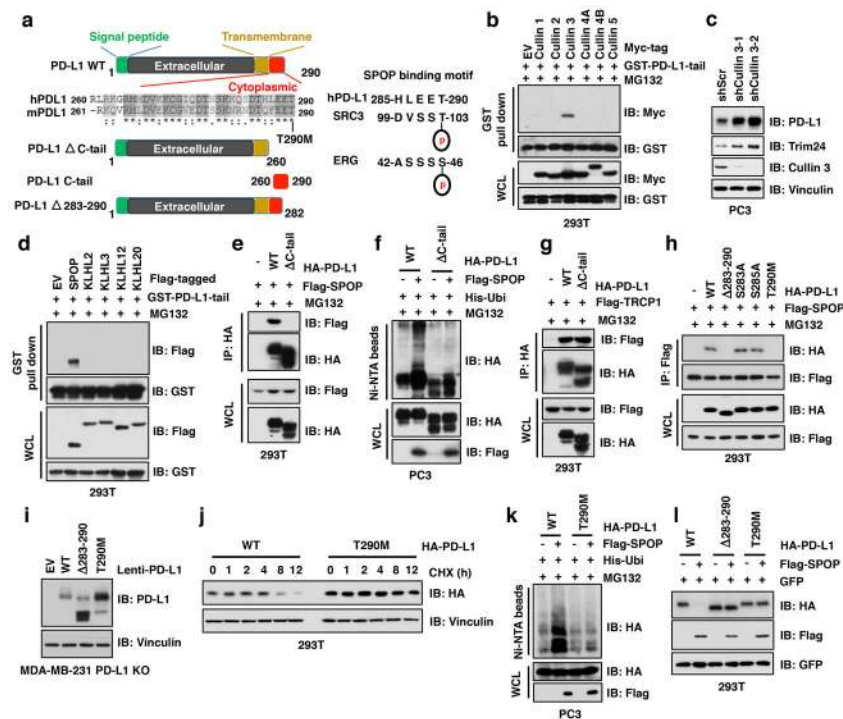 a
Signal peptide
Transmembrane
PD-L1 WT
Extracellular
1
290
Cytoplasmic
hPDL1 260
290
mPDL1 261
290
T290M
PD-L1 Δ C-tail
Extracellular
1
260
PD-L1 C-tail
260
290
PD-L1 Δ 283-290
Extracellular
1
282
SPOP binding motif
hPD-L1 285-H L E E T-290
SRC3 99-D V S S T-103
p
ERG 42-A S S S S-46
p
b
EV
Cullin 1
Cullin 2
Cullin 3
Cullin 4A
Cullin 4B
Cullin 5
Myc-tag
+ + + + + + + GST-PD-L1-tail
+ + + + + + + MG132
GST
pull down
IB: Myc
IB: GST
WCL
IB: Myc
IB: GST
293T
c
shScr
shCullin 3-1
shCullin 3-2
IB: PD-L1
IB: Trim24
IB: Cullin 3
IB: Vinculin
PC3
d
EV
SPOP
KLHL2
KLHL3
KLHL12
KLHL20
Flag-tagged
+ + + + + + GST-PD-L1-tail
+ + + + + + MG132
GST
pull down
IB: Flag
IB: GST
WCL
IB: Flag
IB: GST
293T
e
- WT ΔC-tail HA-PD-L1
+ + + Flag-SPOP
+ + + MG132
IP: HA
IB: Flag
IB: HA
WCL
IB: Flag
IB: HA
293T
f
WT ΔC-tail HA-PD-L1
- + - + Flag-SPOP
+ + + + His-Ubi
+ + + + MG132
Ni-NTA beads
IB: HA
WCL
IB: HA
IB: Flag
PC3
g
- WT ΔC-tail HA-PD-L1
+ + + Flag-TRCP1
+ + + MG132
IP: HA
IB: Flag
IB: HA
WCL
IB: Flag
IB: HA
293T
h
- WT Δ283-290 S283A S285A T290M HA-PD-L1
+ + + + + + Flag-SPOP
+ + + + + + MG132
IP: Flag
IB: HA
IB: Flag
WCL
IB: HA
IB: Flag
293T
i
EV
WT
Δ283-290
T290M
Lenti-PD-L1
IB: PD-L1
IB: Vinculin
MDA-MB-231 PD-L1 KO
j
WT T290M HA-PD-L1
0 1 2 4 8 12 0 1 2 4 8 12 CHX (h)
IB: HA
IB: Vinculin
293T
k
WT T290M HA-PD-L1
- + - + Flag-SPOP
+ + + + His-Ubi
+ + + + MG132
Ni-NTA beads
IB: HA
WCL
IB: HA
IB: Flag
PC3
l
WT Δ283-290 T290M HA-PD-L1
- + - + - + Flag-SPOP
+ + + + + + GFP
IB: HA
IB: Flag
IB: GFP
293T